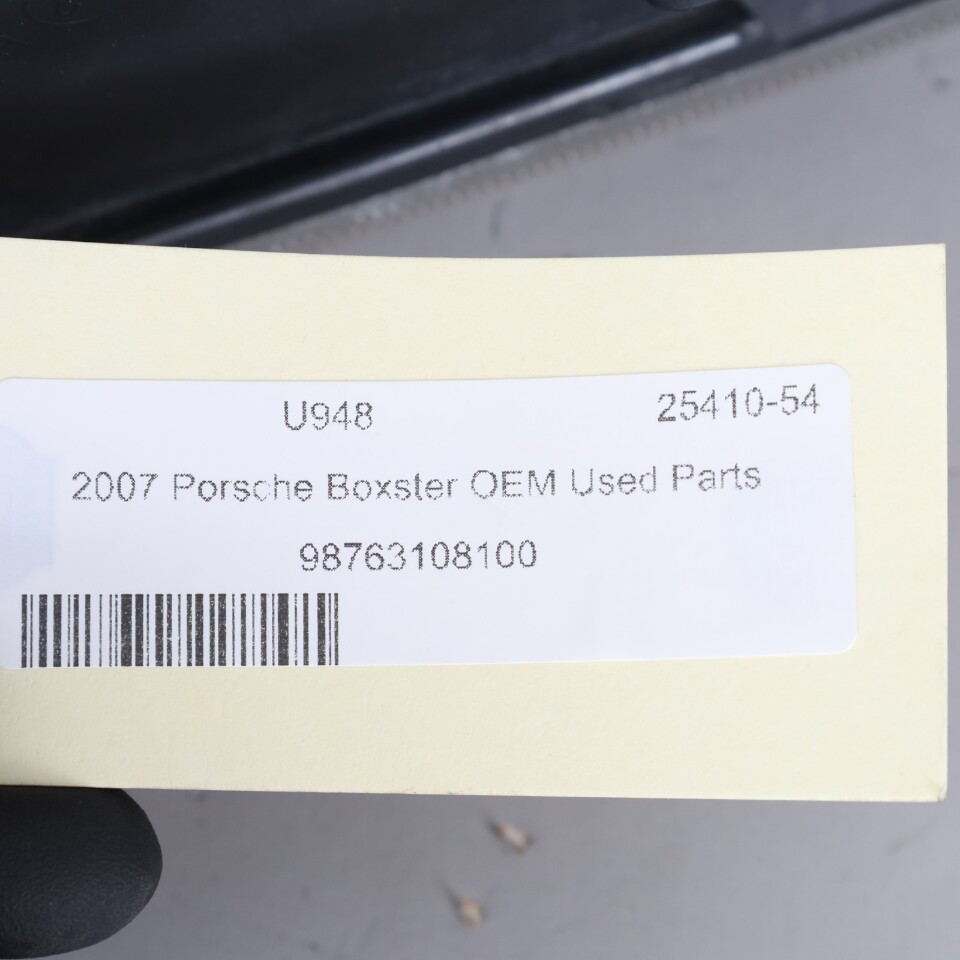 U948 25410-54
2007 Porsche Boxster OEM Used Parts
98763108100